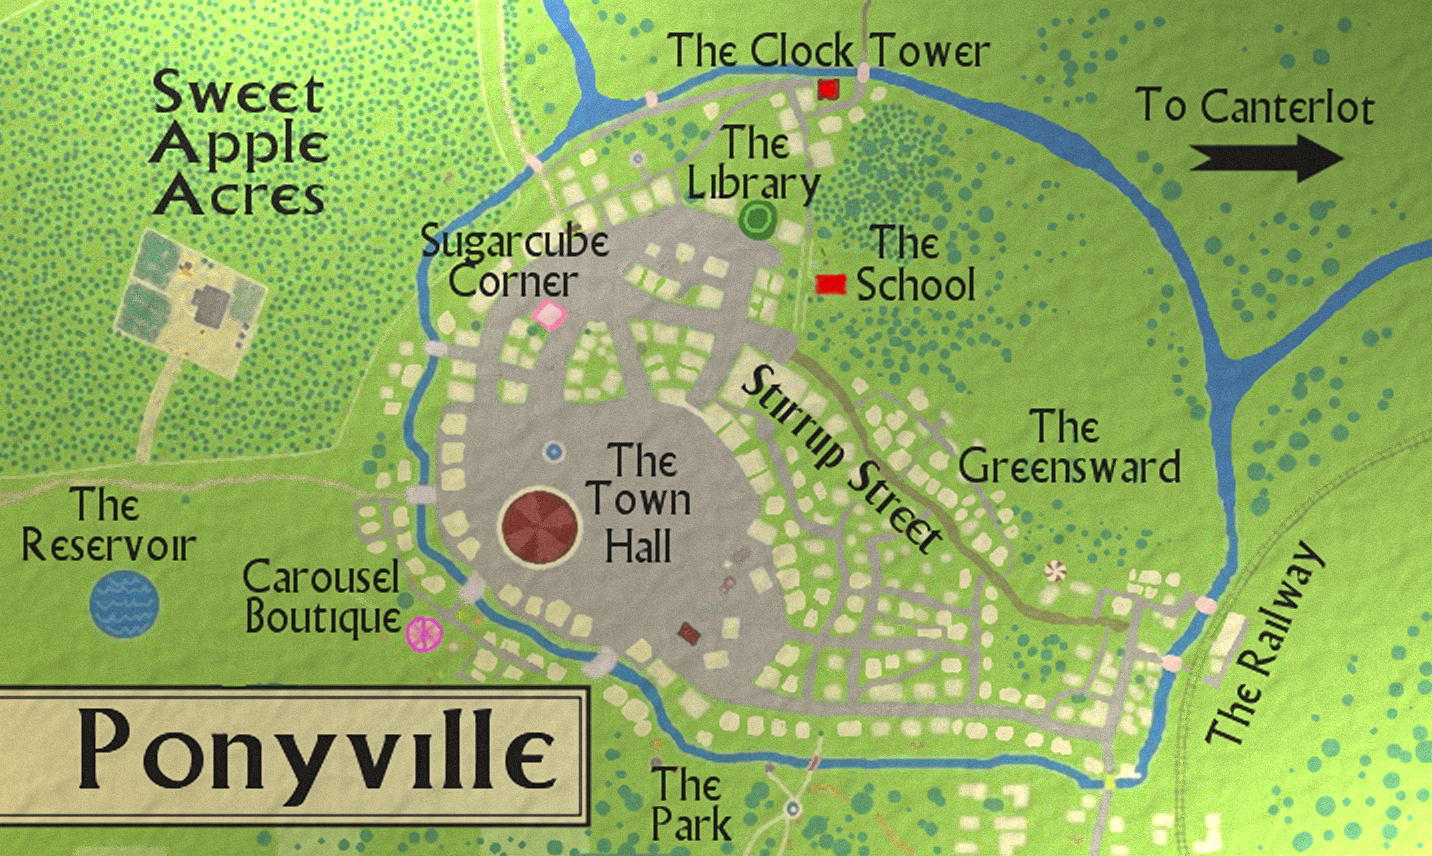 The Clock Tower
To Canterlot
Sweet
Apple
Acres
The
Library
Sugarcube
Corner
The
School
Stirrup Street
The
Greensward
The
Town
Hall
The
Reservoir
Carousel
Boutique
The Railway
Ponyville
The
Park